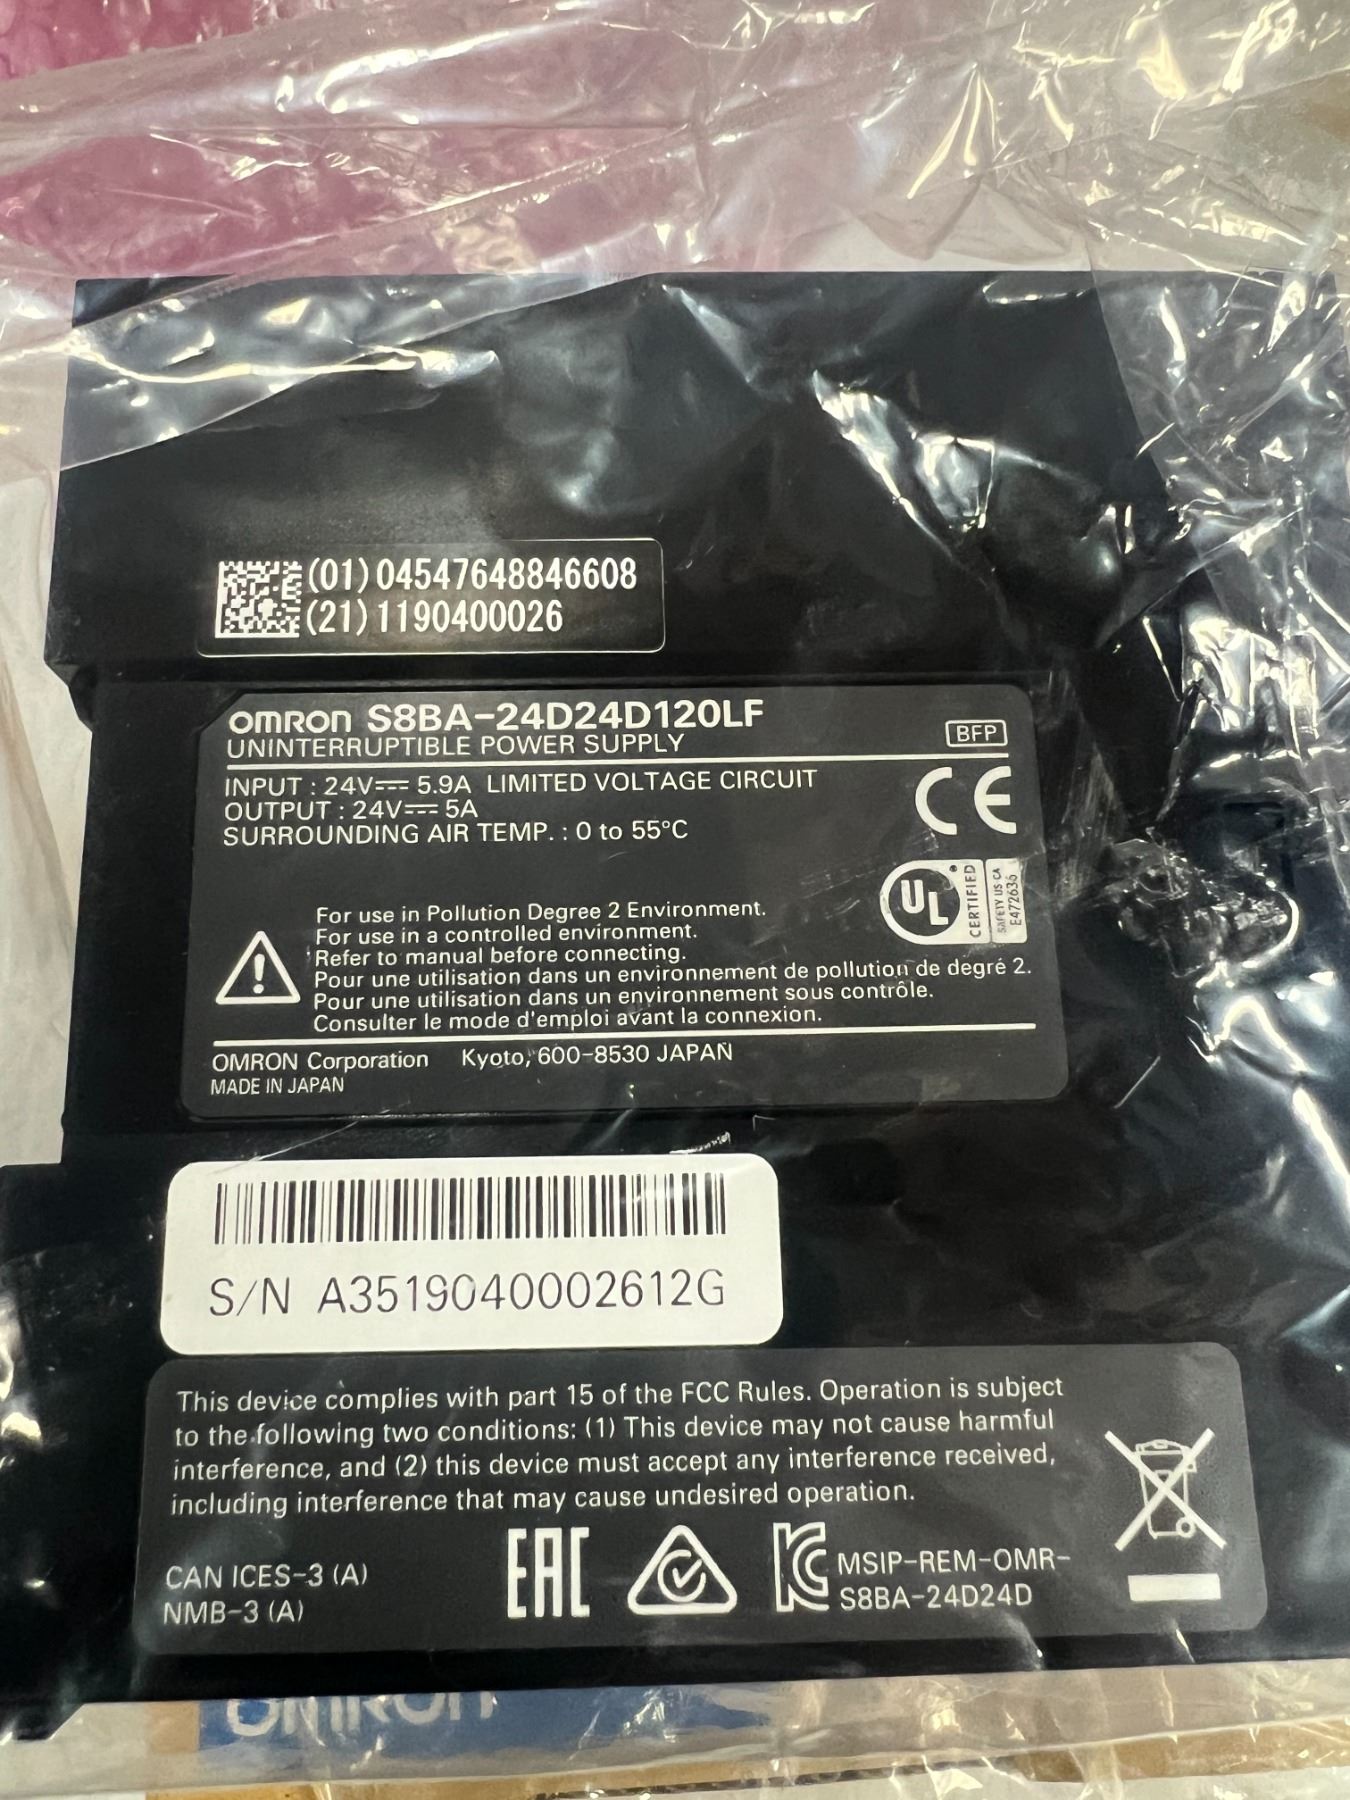 (01)04547648846608
(21)1190400026
OMRON S8BA-24D24D120LF
UNINTERRUPTIBLE POWER SUPPLY
BFP
INPUT : 24V⎓ 5.9A LIMITED VOLTAGE CIRCUIT
OUTPUT : 24V⎓ 5A
SURROUNDING AIR TEMP. : 0 to 55°C
CE
UL CERTIFIED
SAFETY US-CA
E472636
For use in Pollution Degree 2 Environment.
For use in a controlled environment.
Refer to manual before connecting.
Pour une utilisation dans un environnement de pollution de degré 2.
Pour une utilisation dans un environnement sous contrôle.
Consulter le mode d'emploi avant la connexion.
OMRON Corporation Kyoto, 600-8530 JAPAN
MADE IN JAPAN
S/N A3519040002612G
This device complies with part 15 of the FCC Rules. Operation is subject
to the following two conditions: (1) This device may not cause harmful
interference, and (2) this device must accept any interference received,
including interference that may cause undesired operation.
CAN ICES-3 (A)
NMB-3 (A)
EAC
KC
MSIP-REM-OMR-
S8BA-24D24D
OMRON